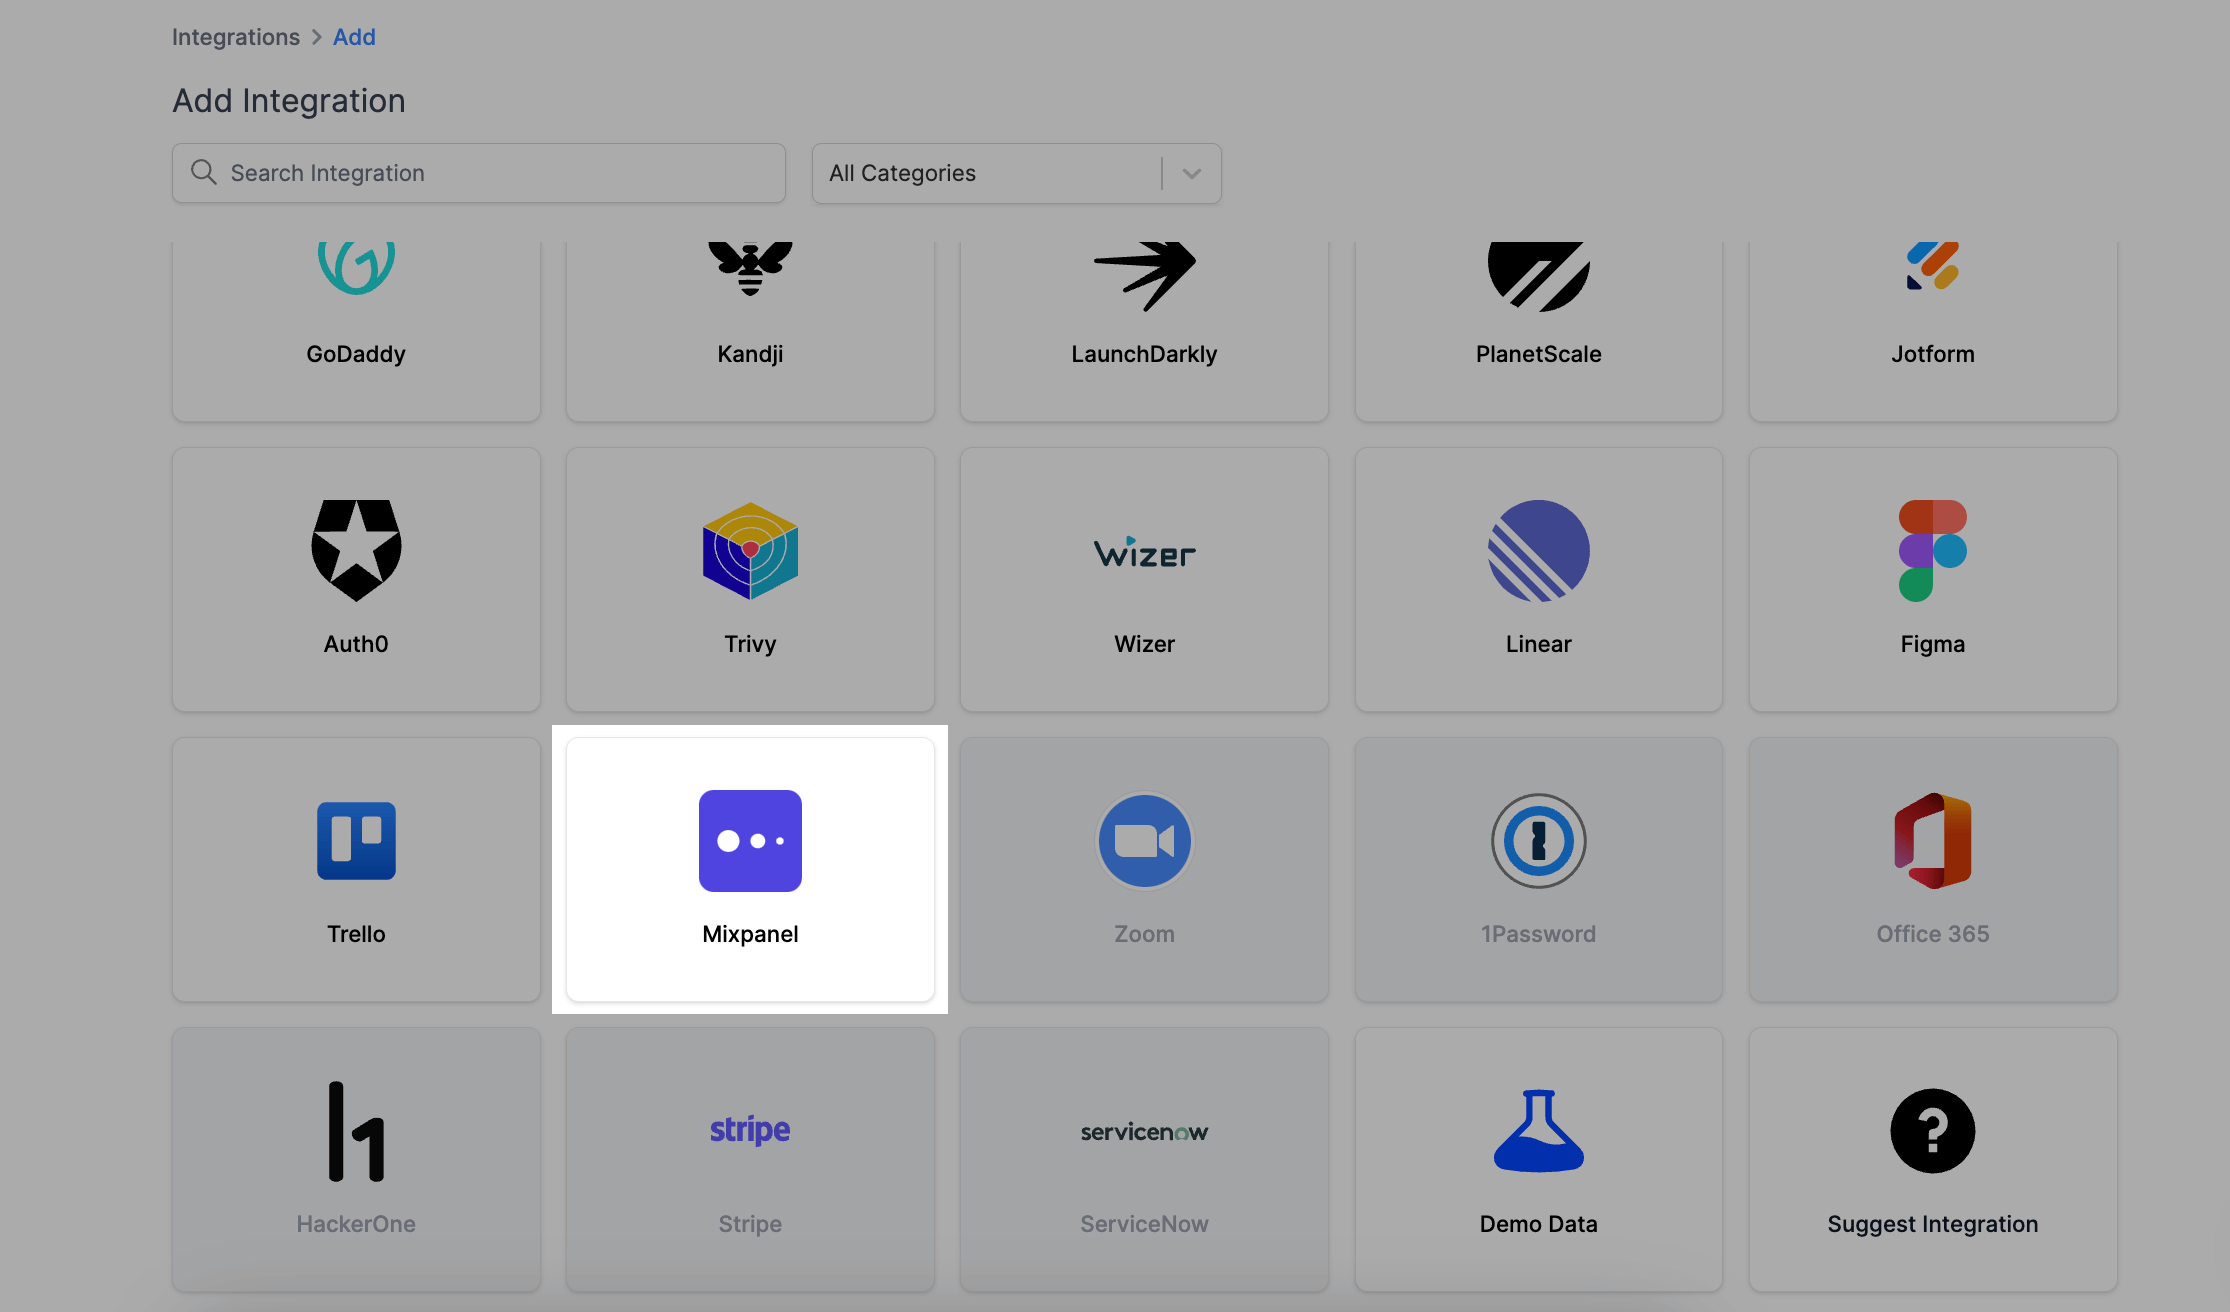 Integrations > Add
Add Integration
Search Integration
All Categories
GoDaddy
Kandji
LaunchDarkly
PlanetScale
Jotform
wizer
Auth0
Trivy
Wizer
Linear
Figma
Trello
Mixpanel
Zoom
1Password
Office 365
stripe
servicenow
HackerOne
Stripe
ServiceNow
Demo Data
Suggest Integration